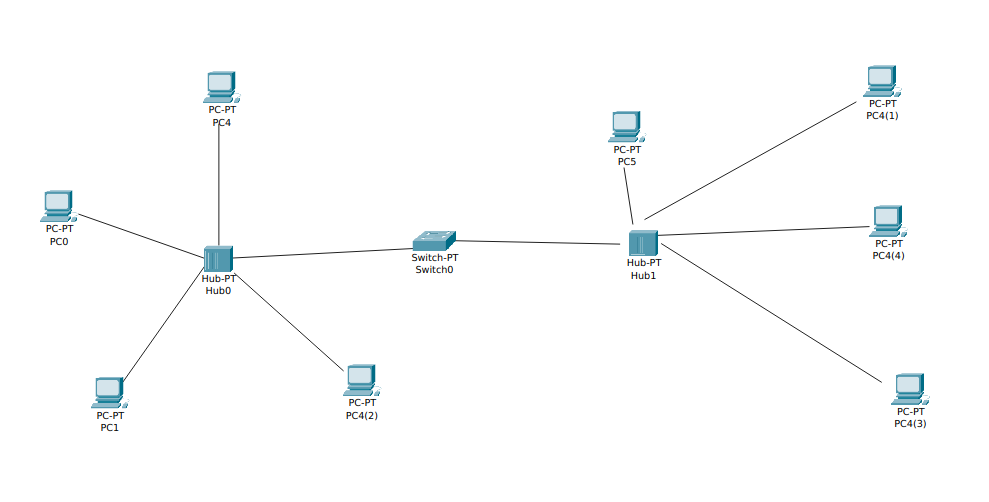 PC-PT
PC4
PC-PT
PC4(1)
PC-PT
PC5
PC-PT
PC0
PC-PT
PC4(4)
Switch-PT
Switch0
Hub-PT
Hub1
Hub-PT
Hub0
PC-PT
PC4(2)
PC-PT
PC1
PC-PT
PC4(3)